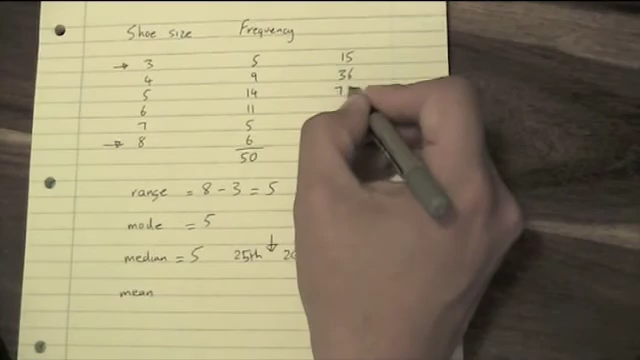 Shoe size Frequency
→ 3 5 15
4 9 36
5 14 7
6 11
7 5
→ 8 6
50
range = 8 - 3 = 5
mode = 5
median = 5 25th ↓ 2
mean